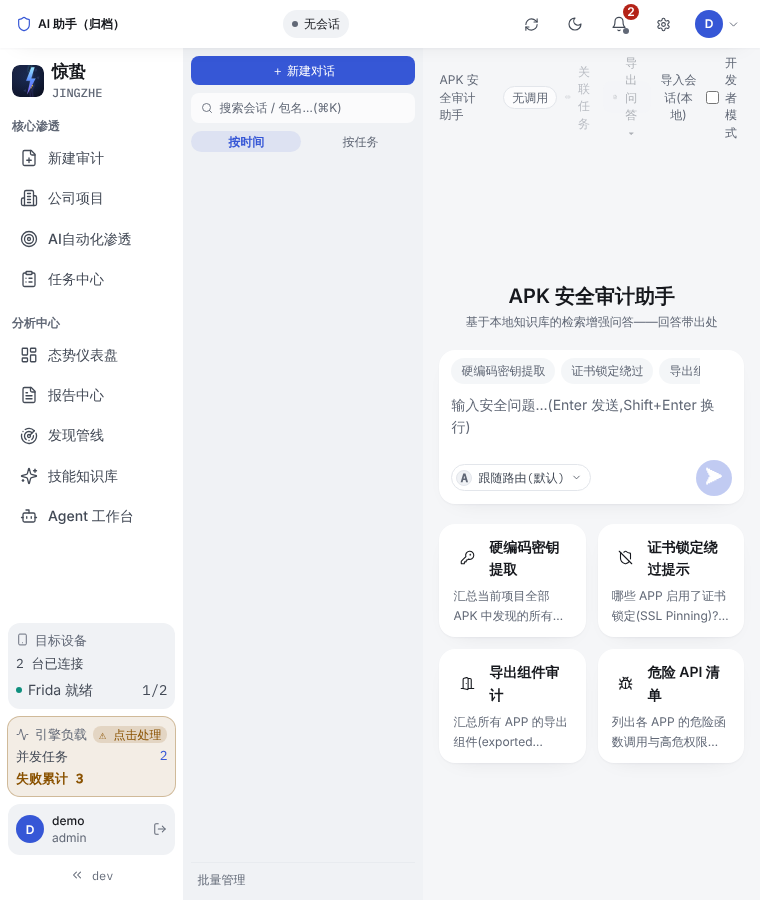 AI 助手（归档）
无会话
2
D
惊蛰
JINGZHE
核心渗透
新建审计
公司项目
AI自动化渗透
任务中心
分析中心
态势仪表盘
报告中心
发现管线
技能知识库
Agent 工作台
目标设备
2 台已连接
Frida 就绪 1/2
引擎负载 ⚠ 点击处理
并发任务 2
失败累计 3
D
demo
admin
dev
+ 新建对话
搜索会话 / 包名…(⌘K)
按时间 按任务
批量管理
APK 安
全审计
助手
无调用
关
联
任
务
导
出
问
答
导入会
话(本
地)
开
发
者
模
式
APK 安全审计助手
基于本地知识库的检索增强问答——回答带出处
硬编码密钥提取 证书锁定绕过 导出组
输入安全问题…(Enter 发送,Shift+Enter 换
行)
A 跟随路由(默认)
硬编码密钥
提取
汇总当前项目全部
APK 中发现的所有…
证书锁定绕
过提示
哪些 APP 启用了证书
锁定(SSL Pinning)?…
导出组件审
计
汇总所有 APP 的导出
组件(exported…
危险 API 清
单
列出各 APP 的危险函
数调用与高危权限…